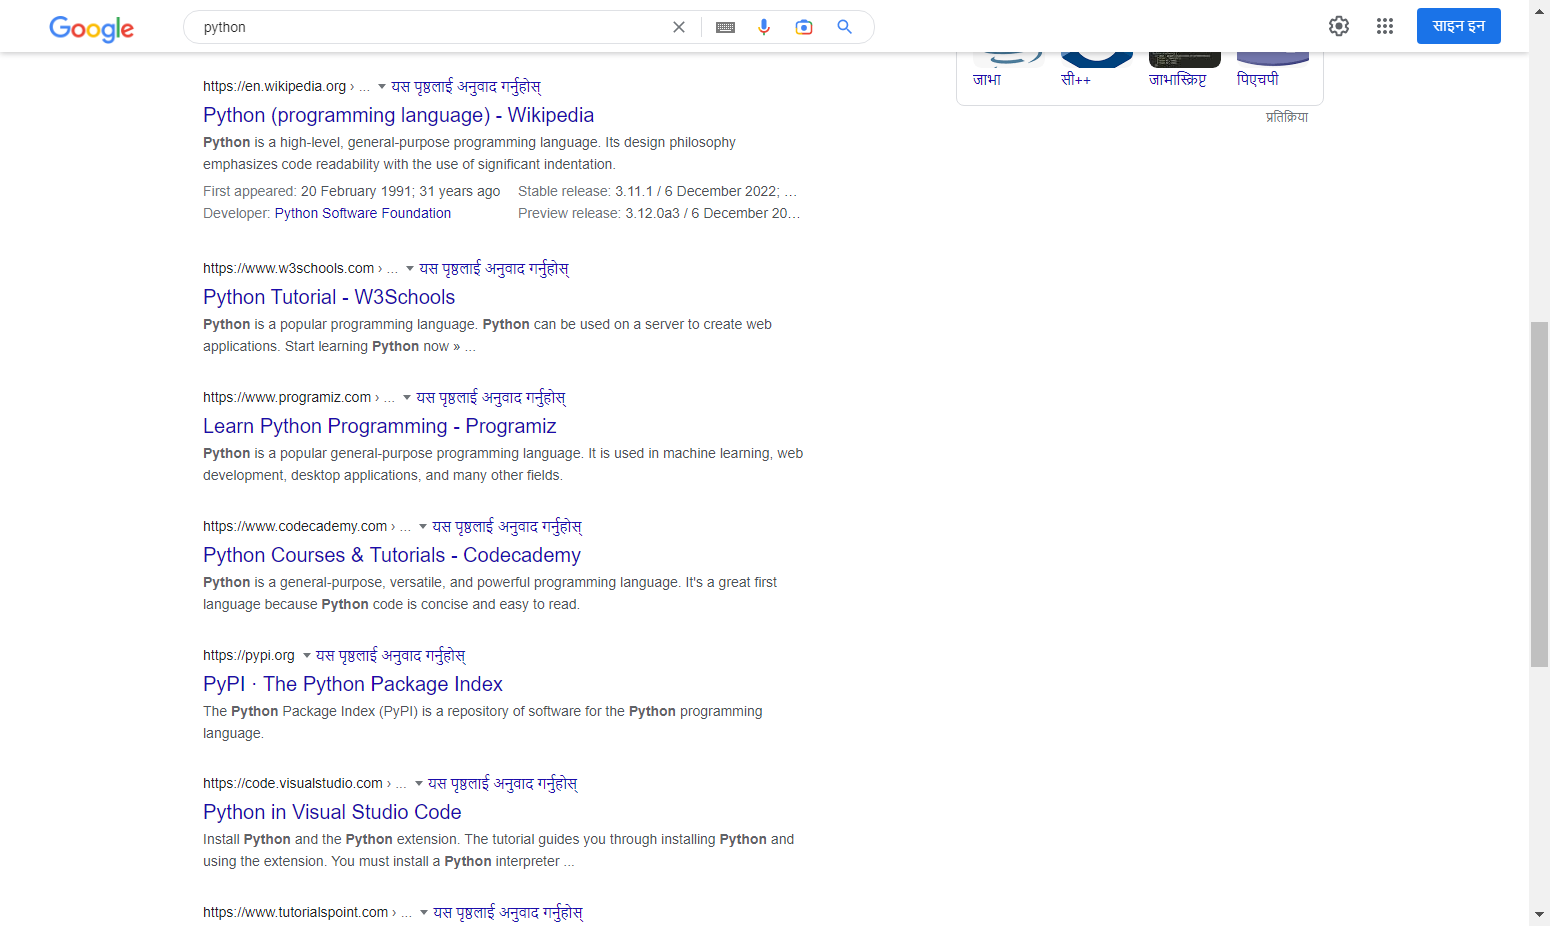 Google
python
साइन इन
जाभा
सी++
जाभास्क्रिप्ट
पिएचपी
प्रतिक्रिया
https://en.wikipedia.org › ... यस पृष्ठलाई अनुवाद गर्नुहोस्
Python (programming language) - Wikipedia
Python is a high-level, general-purpose programming language. Its design philosophy
emphasizes code readability with the use of significant indentation.
First appeared: 20 February 1991; 31 years ago Stable release: 3.11.1 / 6 December 2022; ...
Developer: Python Software Foundation Preview release: 3.12.0a3 / 6 December 20...
https://www.w3schools.com › ... यस पृष्ठलाई अनुवाद गर्नुहोस्
Python Tutorial - W3Schools
Python is a popular programming language. Python can be used on a server to create web
applications. Start learning Python now » ...
https://www.programiz.com › ... यस पृष्ठलाई अनुवाद गर्नुहोस्
Learn Python Programming - Programiz
Python is a popular general-purpose programming language. It is used in machine learning, web
development, desktop applications, and many other fields.
https://www.codecademy.com › ... यस पृष्ठलाई अनुवाद गर्नुहोस्
Python Courses & Tutorials - Codecademy
Python is a general-purpose, versatile, and powerful programming language. It's a great first
language because Python code is concise and easy to read.
https://pypi.org यस पृष्ठलाई अनुवाद गर्नुहोस्
PyPI · The Python Package Index
The Python Package Index (PyPI) is a repository of software for the Python programming
language.
https://code.visualstudio.com › ... यस पृष्ठलाई अनुवाद गर्नुहोस्
Python in Visual Studio Code
Install Python and the Python extension. The tutorial guides you through installing Python and
using the extension. You must install a Python interpreter ...
https://www.tutorialspoint.com › ... यस पृष्ठलाई अनुवाद गर्नुहोस्